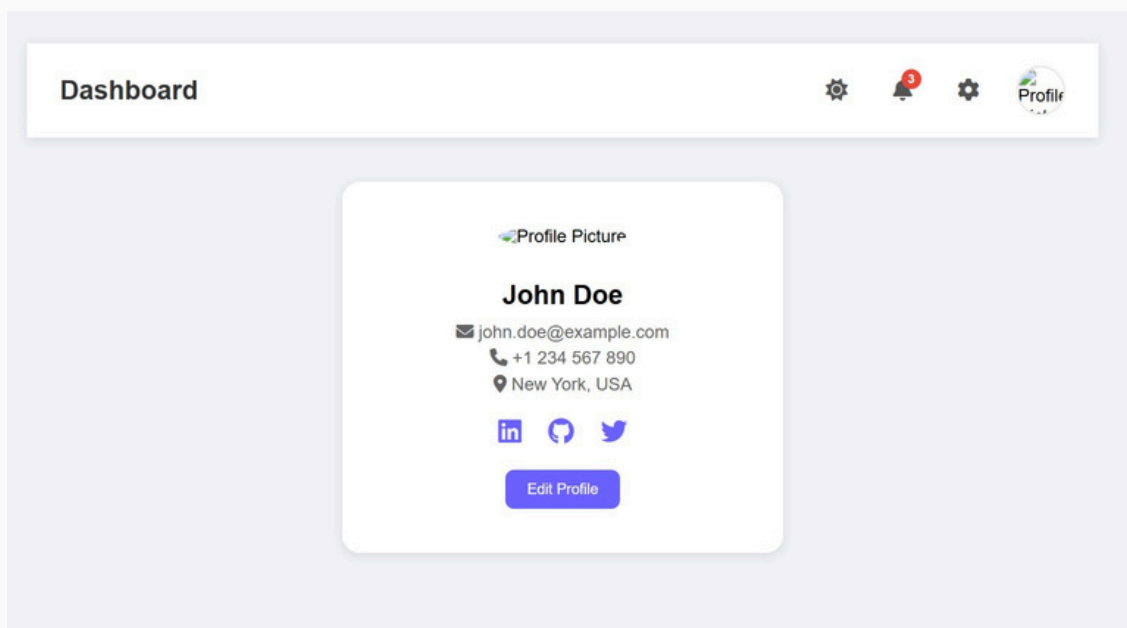 Dashboard
3
Profile
Profile Picture
John Doe
john.doe@example.com
+1 234 567 890
New York, USA
in
Edit Profile